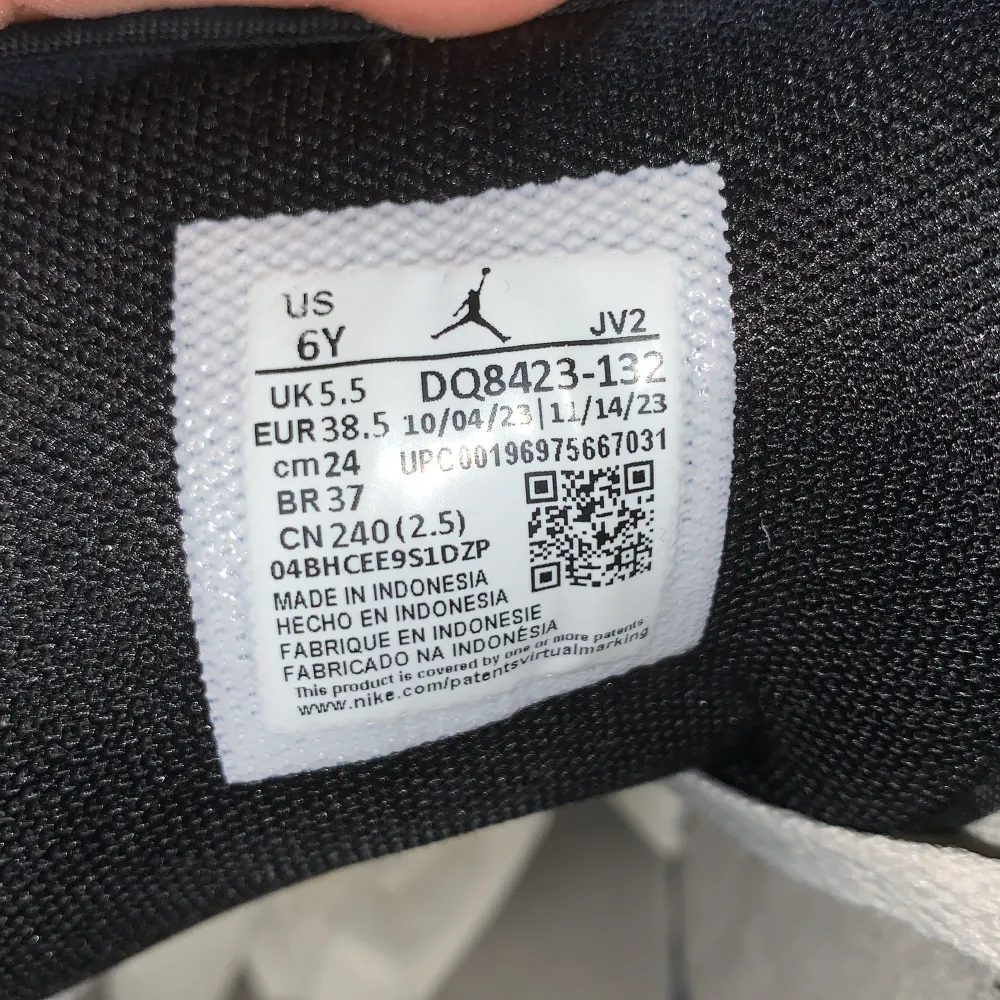 US
6Y
JV2
UK 5.5
DQ8423-132
EUR 38.5
10/04/23 | 11/14/23
cm 24
UPC00196975667031
BR 37
CN 240 (2.5)
04BHCEE9S1DZP
MADE IN INDONESIA
HECHO EN INDONESIA
FABRIQUE EN INDONESIE
FABRICADO NA INDONÉSIA
This product is covered by one or more patents
www.nike.com/patentsvirtualmarking